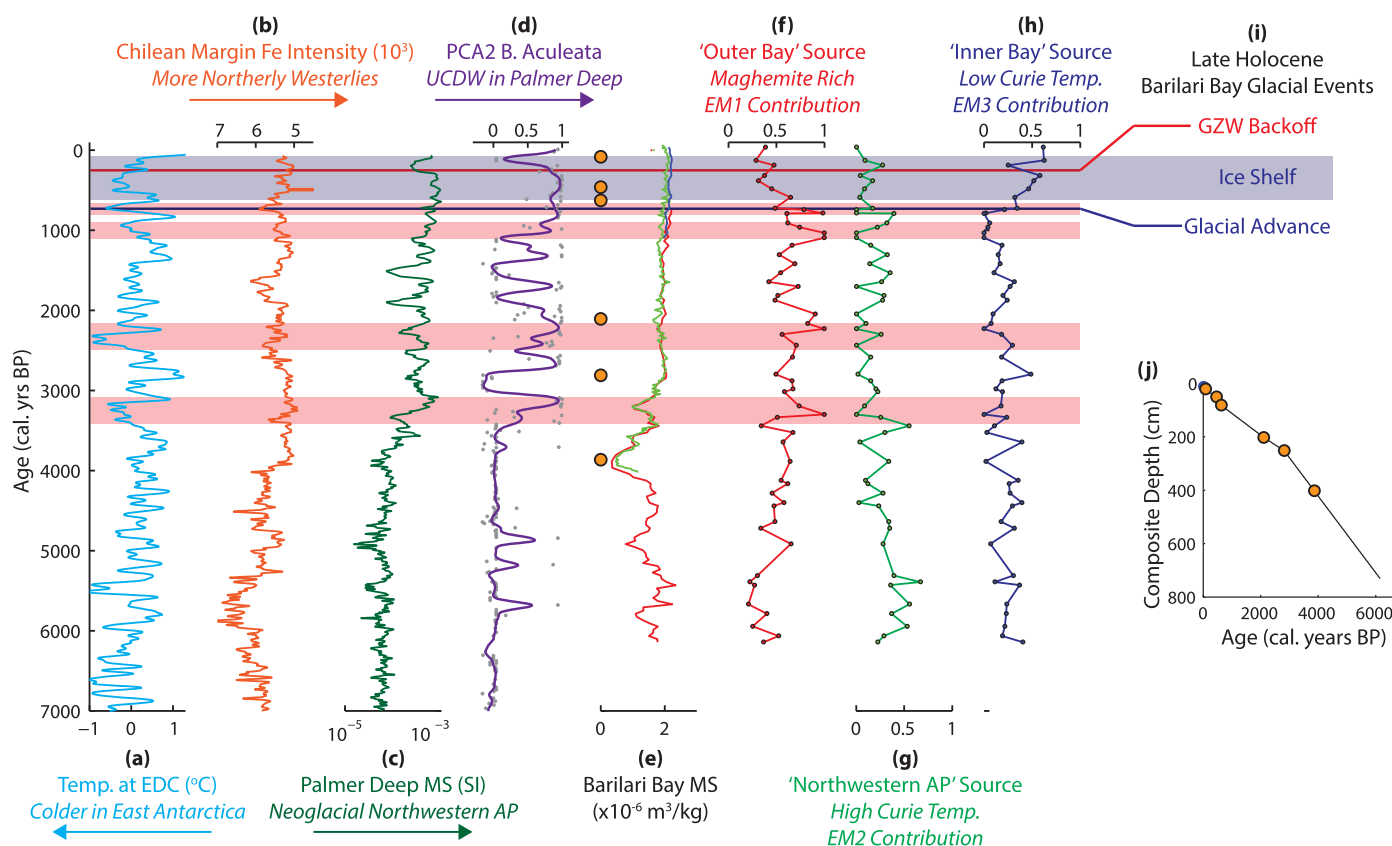 (b)
Chilean Margin Fe Intensity (10³)
More Northerly Westerlies
(d)
PCA2 B. Aculeata
UCDW in Palmer Deep
(f)
‘Outer Bay’ Source
Maghemite Rich
EM1 Contribution
(h)
‘Inner Bay’ Source
Low Curie Temp.
EM3 Contribution
(i)
Late Holocene
Barilari Bay Glacial Events
GZW Backoff
Ice Shelf
Glacial Advance
7 6 5
0 0.5 1
0 0.5 1
0 0.5 1
Age (cal. yrs BP)
0
1000
2000
3000
4000
5000
6000
7000
−1 0 1
10⁻⁵ 10⁻³
0 2
0 0.5 1
(j)
Composite Depth (cm)
0
200
400
600
800
0 2000 4000 6000
Age (cal. years BP)
(a)
Temp. at EDC (ºC)
Colder in East Antarctica
(c)
Palmer Deep MS (SI)
Neoglacial Northwestern AP
(e)
Barilari Bay MS
(x10⁻⁶ m³/kg)
(g)
‘Northwestern AP’ Source
High Curie Temp.
EM2 Contribution